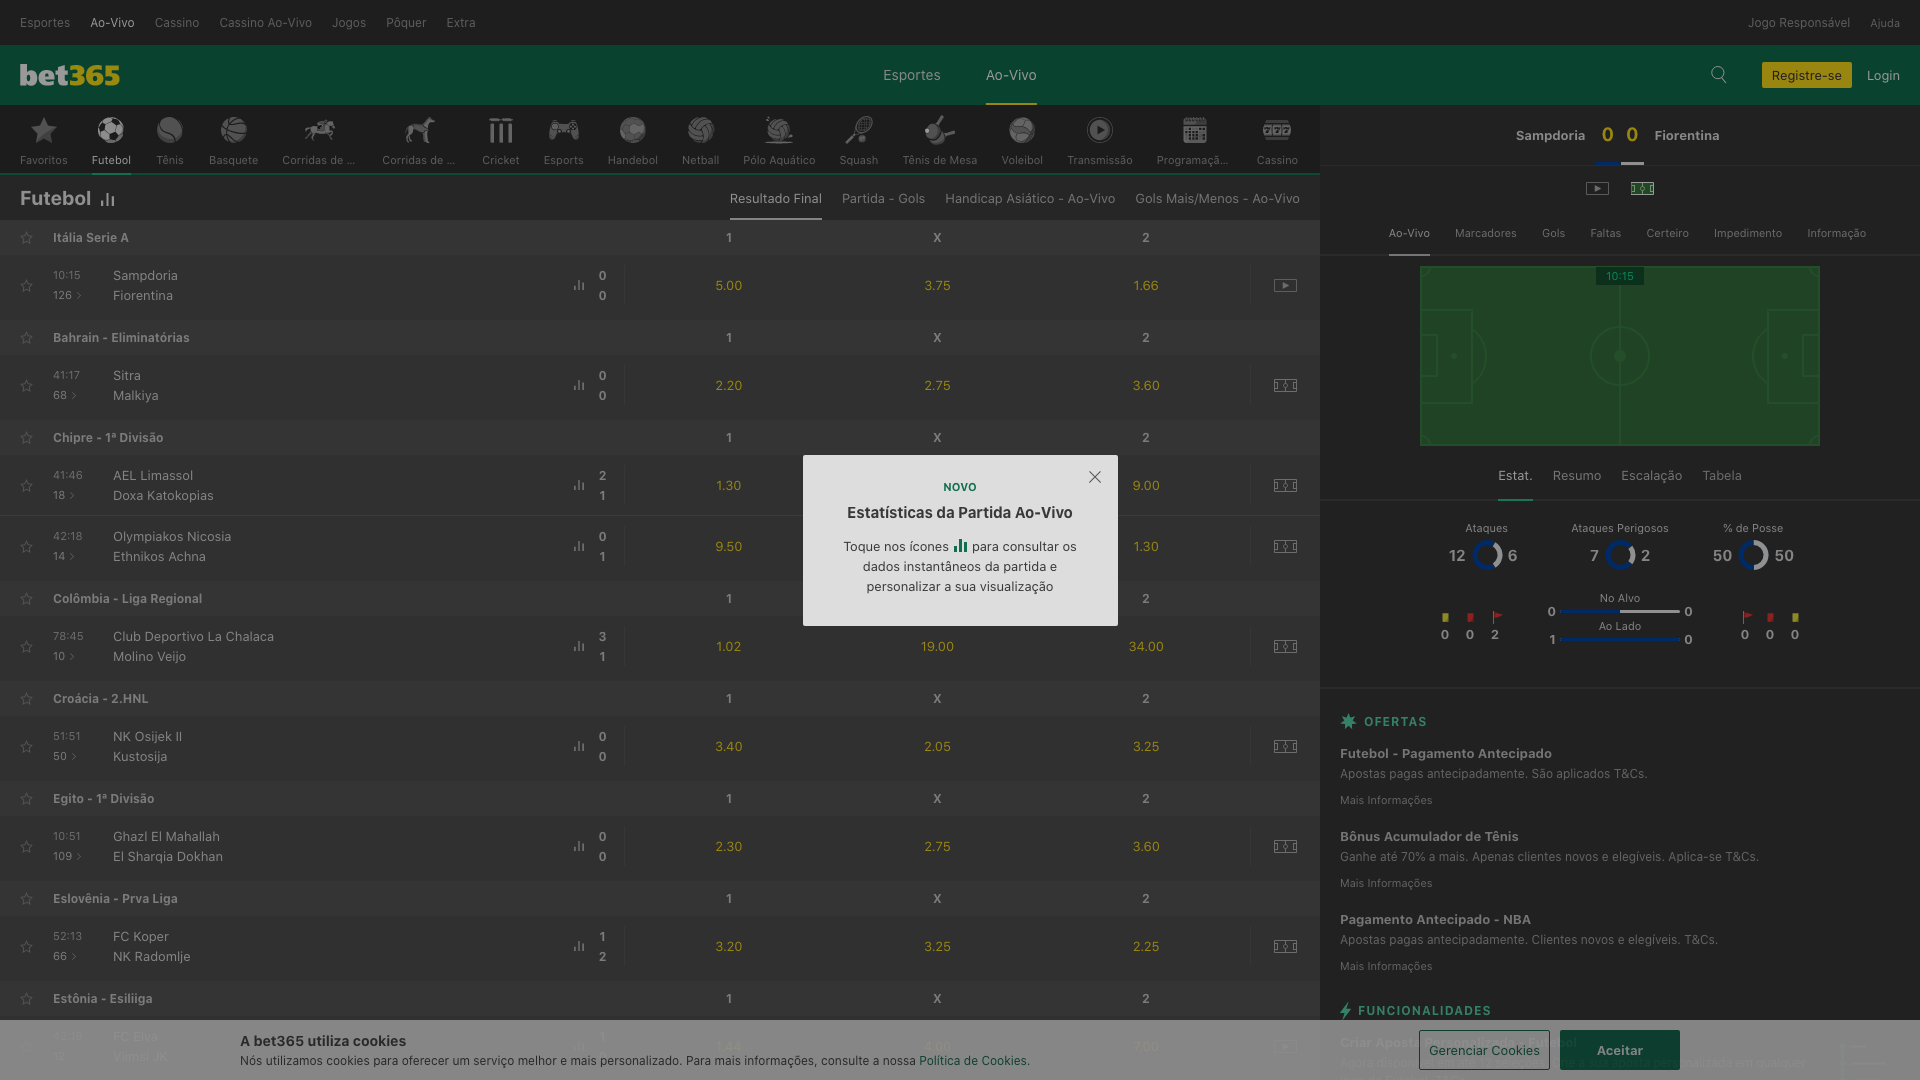 Esportes Ao-Vivo Cassino Cassino Ao-Vivo Jogos Pôquer Extra
Jogo Responsável Ajuda
bet365
Esportes Ao-Vivo
Registre-se Login
Favoritos Futebol Tênis Basquete Corridas de ... Corridas de ... Cricket Esports Handebol Netball Pólo Aquático Squash Tênis de Mesa Voleibol Transmissão Programaçã... Cassino
Futebol
Resultado Final Partida - Gols Handicap Asiático - Ao-Vivo Gols Mais/Menos - Ao-Vivo
Itália Serie A 1 X 2
10:15 Sampdoria 0
126 > Fiorentina 0
5.00 3.75 1.66
Bahrain - Eliminatórias 1 X 2
41:17 Sitra 0
68 > Malkiya 0
2.20 2.75 3.60
Chipre - 1ª Divisão 1 X 2
41:46 AEL Limassol 2
18 > Doxa Katokopias 1
1.30 9.00
42:18 Olympiakos Nicosia 0
14 > Ethnikos Achna 1
9.50 1.30
Colômbia - Liga Regional 1 2
78:45 Club Deportivo La Chalaca 3
10 > Molino Veijo 1
1.02 19.00 34.00
Croácia - 2.HNL 1 X 2
51:51 NK Osijek II 0
50 > Kustosija 0
3.40 2.05 3.25
Egito - 1ª Divisão 1 X 2
10:51 Ghazl El Mahallah 0
109 > El Sharqia Dokhan 0
2.30 2.75 3.60
Eslovênia - Prva Liga 1 X 2
52:13 FC Koper 1
66 > NK Radomlje 2
3.20 3.25 2.25
Estônia - Esiliiga 1 X 2
NOVO
Estatísticas da Partida Ao-Vivo
Toque nos ícones para consultar os
dados instantâneos da partida e
personalizar a sua visualização
Sampdoria 0 0 Fiorentina
Ao-Vivo Marcadores Gols Faltas Certeiro Impedimento Informação
10:15
Estat. Resumo Escalação Tabela
Ataques Ataques Perigosos % de Posse
12 6 7 2 50 50
No Alvo
0 0
Ao Lado
1 0
0 0 2
0 0 0
OFERTAS
Futebol - Pagamento Antecipado
Apostas pagas antecipadamente. São aplicados T&Cs.
Mais Informações
Bônus Acumulador de Tênis
Ganhe até 70% a mais. Apenas clientes novos e elegíveis. Aplica-se T&Cs.
Mais Informações
Pagamento Antecipado - NBA
Apostas pagas antecipadamente. Clientes novos e elegíveis. T&Cs.
Mais Informações
FUNCIONALIDADES
A bet365 utiliza cookies
Nós utilizamos cookies para oferecer um serviço melhor e mais personalizado. Para mais informações, consulte a nossa Política de Cookies.
Gerenciar Cookies Aceitar